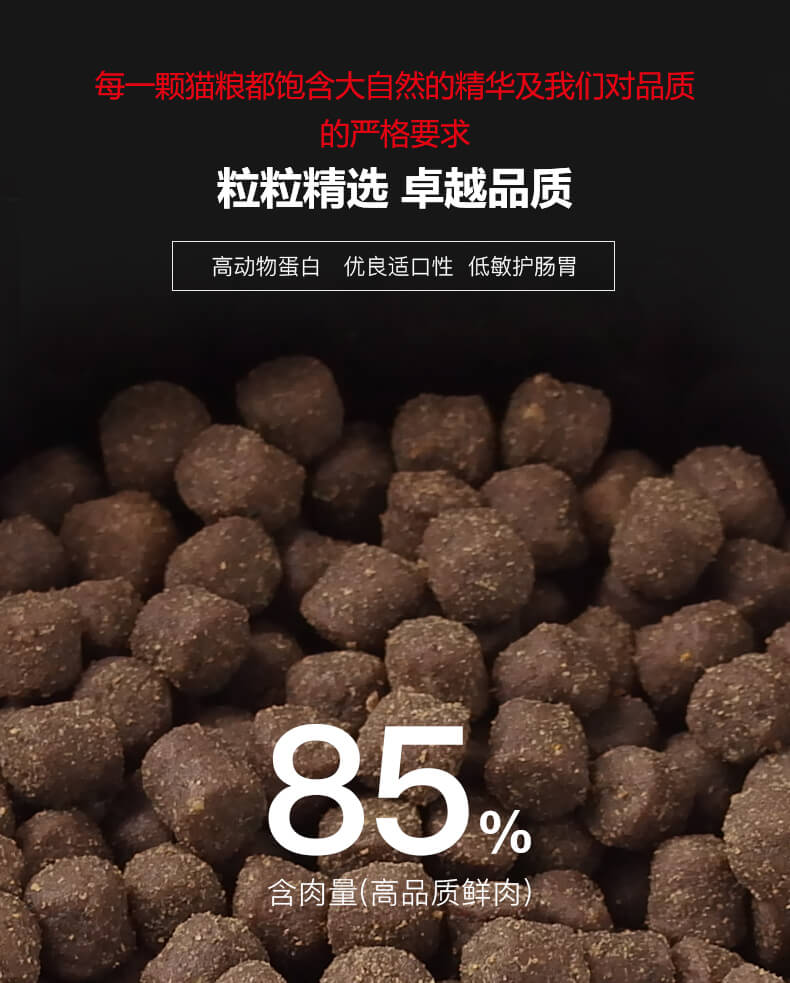 每一颗猫粮都饱含大自然的精华及我们对品质
的严格要求
粒粒精选 卓越品质
高动物蛋白 优良适口性 低敏护肠胃
85%
含肉量(高品质鲜肉)